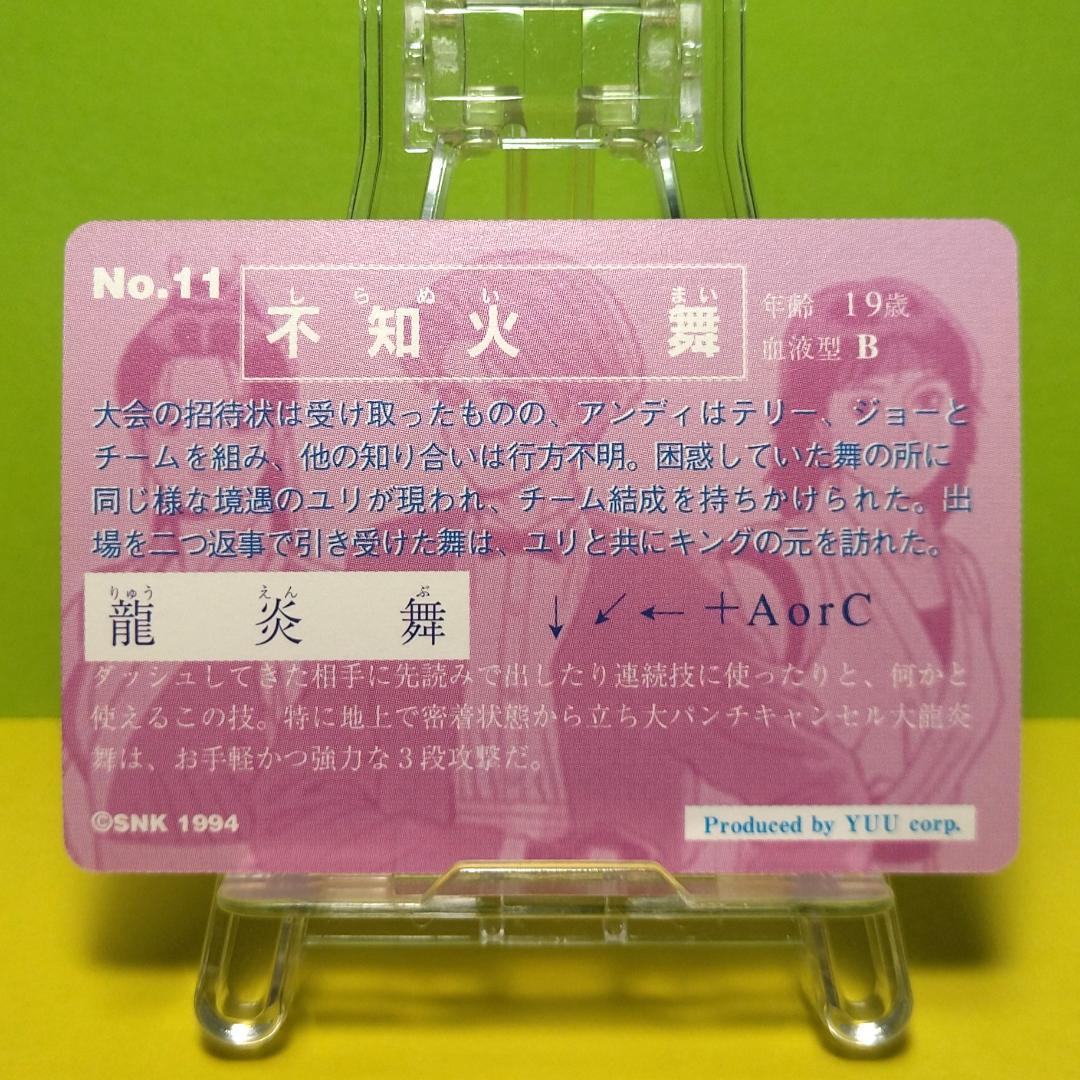 No.11
しらぬい まい
不知火 舞
年齢 19歳
血液型 B
大会の招待状は受け取ったものの、アンディはテリー、ジョーと
チームを組み、他の知り合いは行方不明。困惑していた舞の所に
同じ様な境遇のユリが現われ、チーム結成を持ちかけられた。出
場を二つ返事で引き受けた舞は、ユリと共にキングの元を訪れた。
りゅう えん ぶ
龍炎舞
↓↙←+AorC
ダッシュしてきた相手に先読みで出したり連続技に使ったりと、何かと
使えるこの技。特に地上で密着状態から立ち大パンチキャンセル大龍炎
舞は、お手軽かつ強力な3段攻撃だ。
©SNK 1994
Produced by YUU corp.